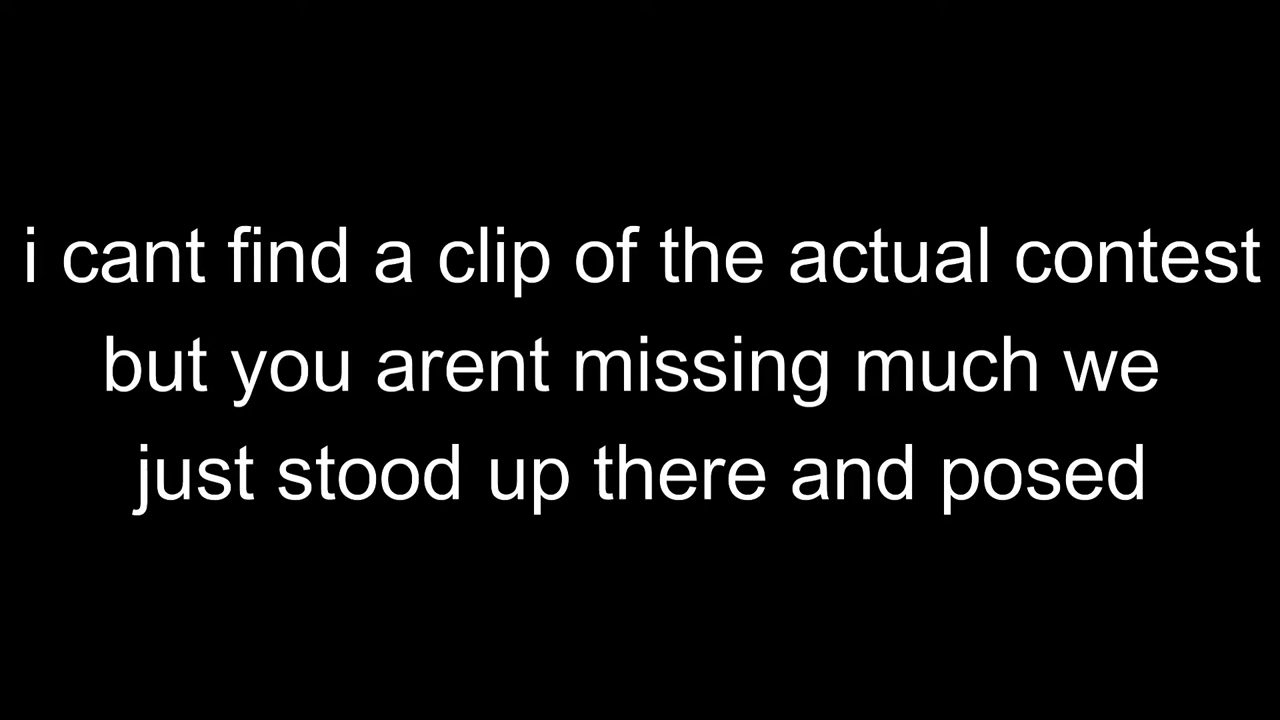 i cant find a clip of the actual contest
but you arent missing much we
just stood up there and posed